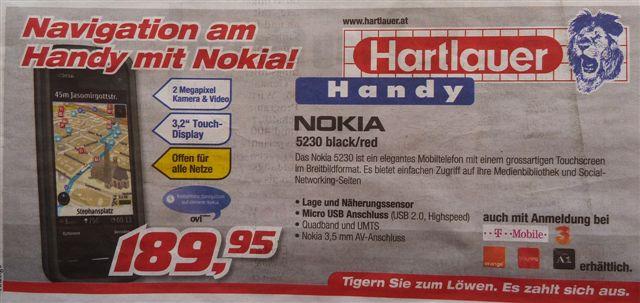 Navigation am
Handy mit Nokia!
www.hartlauer.at
Hartlauer
Handy
2 Megapixel
Kamera & Video
3,2" Touch-
Display
Offen für
alle Netze
45m Jasomirgottstr.
Stephansplatz
ovi
189,95
NOKIA
5230 black/red
Das Nokia 5230 ist ein elegantes Mobiltelefon mit einem grossartigen Touchscreen
im Breitbildformat. Es bietet einfachen Zugriff auf Ihre Medienbibliothek und Social-
Networking-Seiten
• Lage und Näherungssensor
• Micro USB Anschluss (USB 2.0, Highspeed)
• Quadband und UMTS
• Nokia 3,5 mm AV-Anschluss
auch mit Anmeldung bei
T··Mobile· 3
orange A1
erhältlich.
Tigern Sie zum Löwen. Es zahlt sich aus.